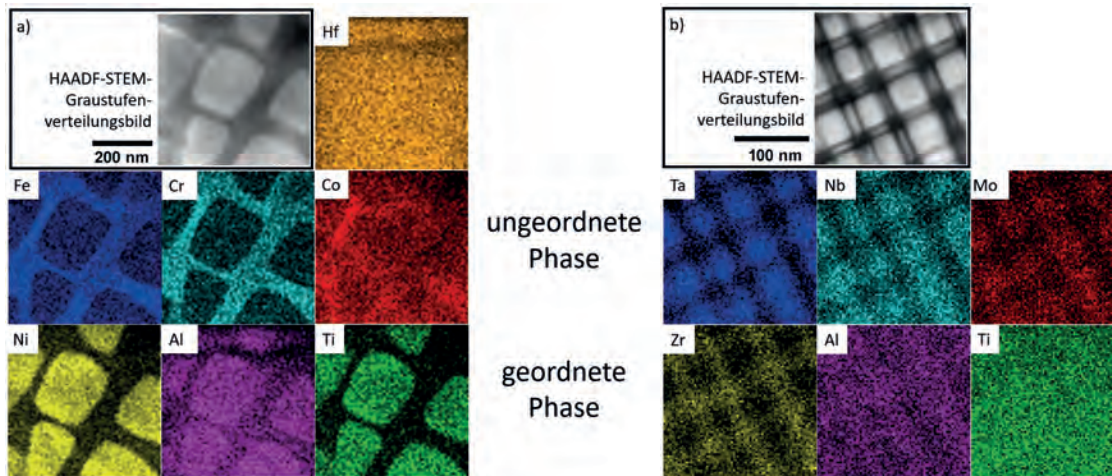 a)
HAADF-STEM-
Graustufen-
verteilungsbild
200 nm
Hf
b)
HAADF-STEM-
Graustufen-
verteilungsbild
100 nm
Fe
Cr
Co
ungeordnete
Phase
Ta
Nb
Mo
Ni
Al
Ti
geordnete
Phase
Zr
Al
Ti